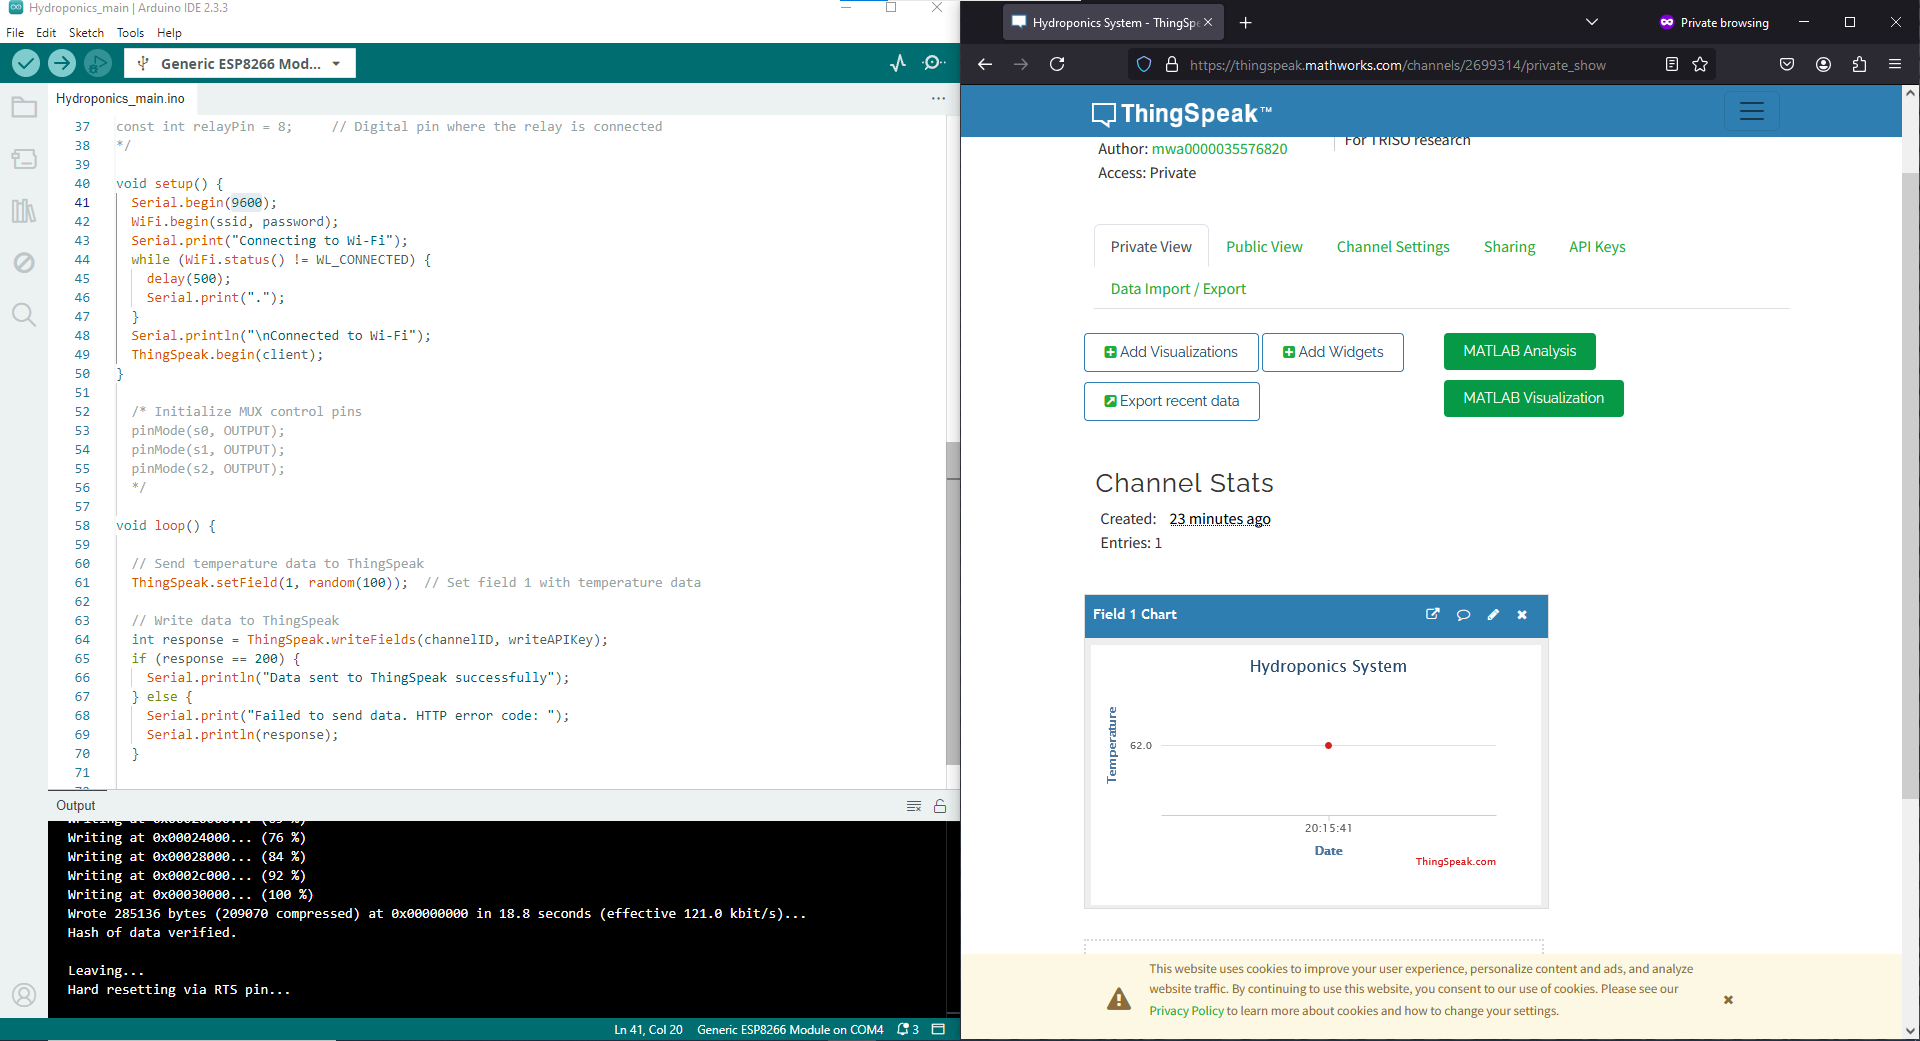 Hydroponics_main | Arduino IDE 2.3.3
File Edit Sketch Tools Help
Generic ESP8266 Mod...
Hydroponics_main.ino
37 const int relayPin = 8;     // Digital pin where the relay is connected
38 */
39
40 void setup() {
41 Serial.begin(9600);
42 WiFi.begin(ssid, password);
43 Serial.print("Connecting to Wi-Fi");
44 while (WiFi.status() != WL_CONNECTED) {
45 delay(500);
46 Serial.print(".");
47 }
48 Serial.println("\nConnected to Wi-Fi");
49 ThingSpeak.begin(client);
50 }
51
52 /* Initialize MUX control pins
53 pinMode(s0, OUTPUT);
54 pinMode(s1, OUTPUT);
55 pinMode(s2, OUTPUT);
56 */
57
58 void loop() {
59
60 // Send temperature data to ThingSpeak
61 ThingSpeak.setField(1, random(100));  // Set field 1 with temperature data
62
63 // Write data to ThingSpeak
64 int response = ThingSpeak.writeFields(channelID, writeAPIKey);
65 if (response == 200) {
66 Serial.println("Data sent to ThingSpeak successfully");
67 } else {
68 Serial.print("Failed to send data. HTTP error code: ");
69 Serial.println(response);
70 }
71
Output
Writing at 0x00024000... (76 %)
Writing at 0x00028000... (84 %)
Writing at 0x0002c000... (92 %)
Writing at 0x00030000... (100 %)
Wrote 285136 bytes (209070 compressed) at 0x00000000 in 18.8 seconds (effective 121.0 kbit/s)...
Hash of data verified.
Leaving...
Hard resetting via RTS pin...
Ln 41, Col 20 Generic ESP8266 Module on COM4 3
Hydroponics System - ThingSpe
Private browsing
https://thingspeak.mathworks.com/channels/2699314/private_show
ThingSpeak™
Author: mwa0000035576820
For TRISO research
Access: Private
Private View Public View Channel Settings Sharing API Keys
Data Import / Export
Add Visualizations Add Widgets MATLAB Analysis
Export recent data MATLAB Visualization
Channel Stats
Created: 23 minutes ago
Entries: 1
Field 1 Chart
Hydroponics System
Temperature
62.0
20:15:41
Date
ThingSpeak.com
This website uses cookies to improve your user experience, personalize content and ads, and analyze
website traffic. By continuing to use this website, you consent to our use of cookies. Please see our
Privacy Policy to learn more about cookies and how to change your settings.